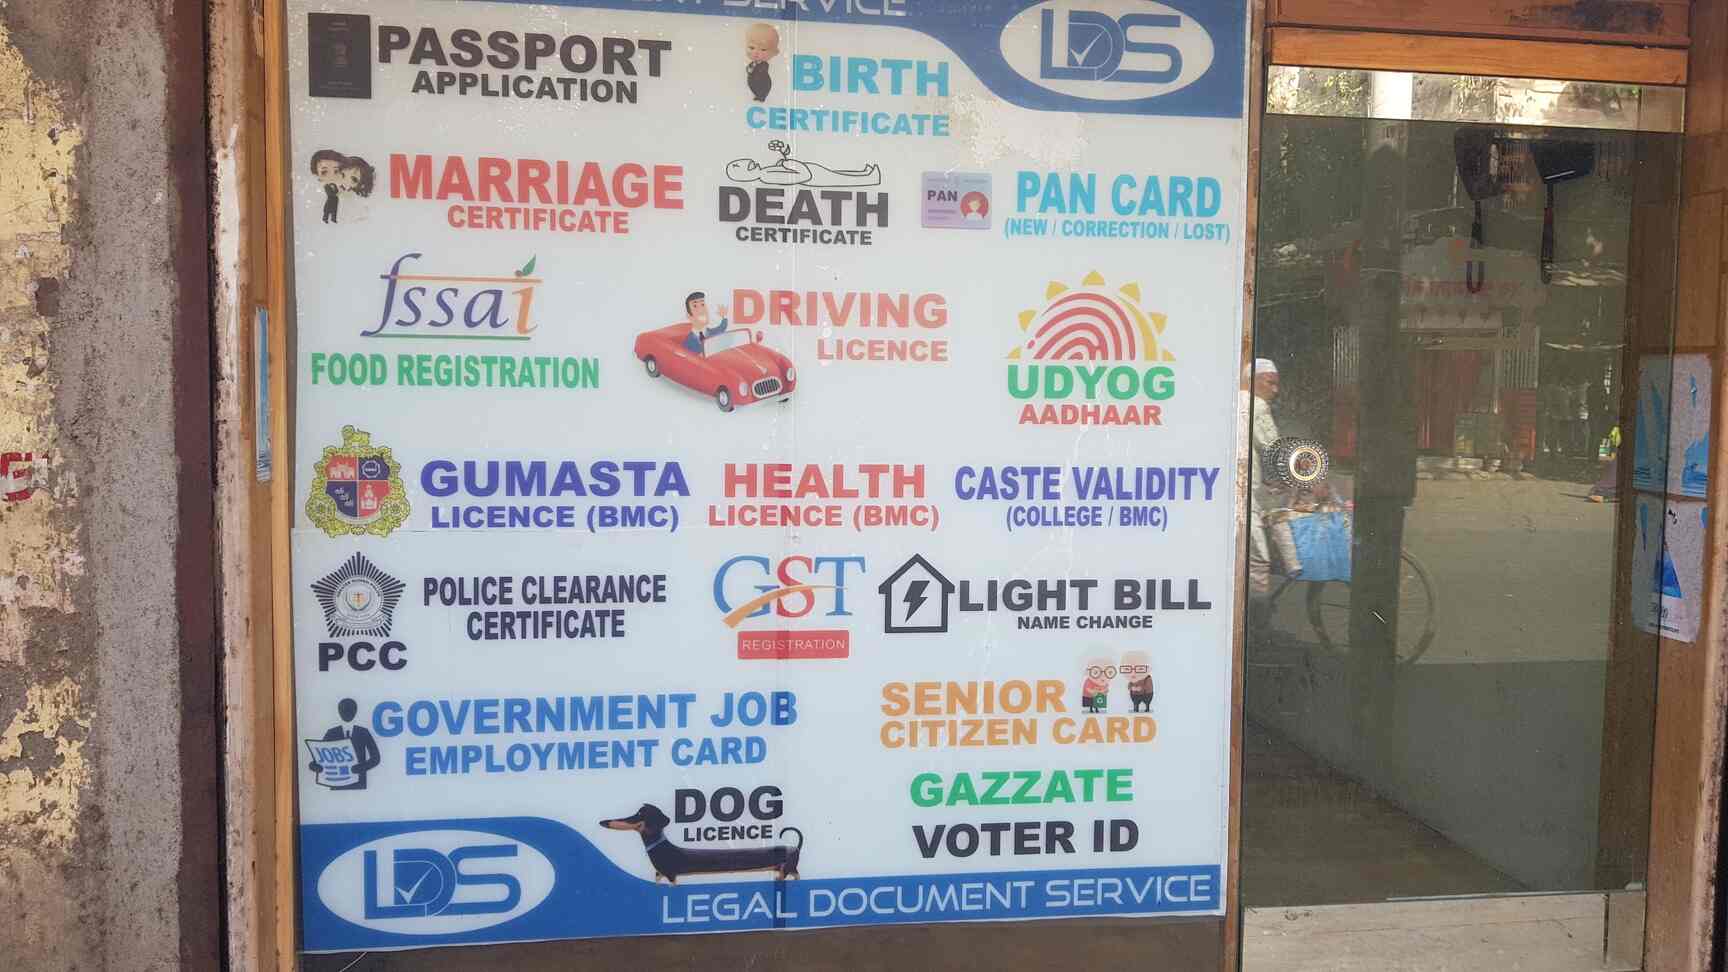 SERVICE
LDS
PASSPORT
APPLICATION
BIRTH
CERTIFICATE
MARRIAGE
CERTIFICATE
DEATH
CERTIFICATE
PAN
PAN CARD
(NEW / CORRECTION / LOST)
fssai
FOOD REGISTRATION
DRIVING
LICENCE
UDYOG
AADHAAR
GUMASTA
LICENCE (BMC)
HEALTH
LICENCE (BMC)
CASTE VALIDITY
(COLLEGE / BMC)
PCC
POLICE CLEARANCE
CERTIFICATE
GST
REGISTRATION
LIGHT BILL
NAME CHANGE
JOBS
GOVERNMENT JOB
EMPLOYMENT CARD
SENIOR
CITIZEN CARD
DOG
LICENCE
GAZZATE
VOTER ID
LDS
LEGAL DOCUMENT SERVICE